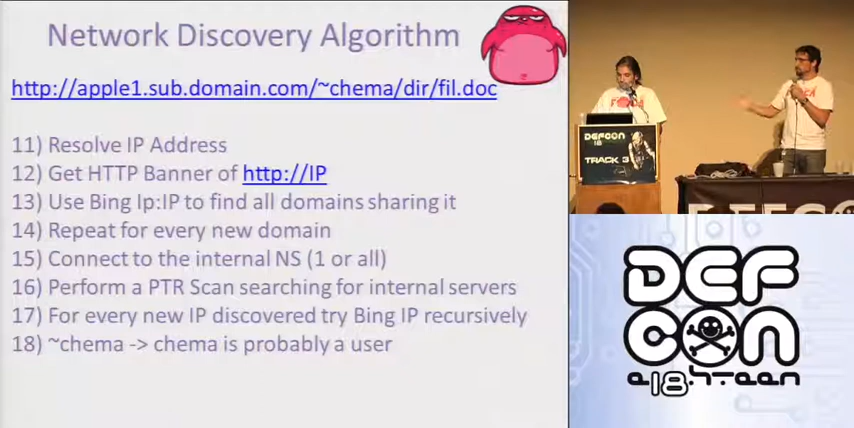 Network Discovery Algorithm
http://apple1.sub.domain.com/~chema/dir/fil.doc
11) Resolve IP Address
12) Get HTTP Banner of http://IP
13) Use Bing Ip:IP to find all domains sharing it
14) Repeat for every new domain
15) Connect to the internal NS (1 or all)
16) Perform a PTR Scan searching for internal servers
17) For every new IP discovered try Bing IP recursively
18) ~chema -> chema is probably a user
DEFCON
18
TRACK 3
DEF
CON
e18h.teen